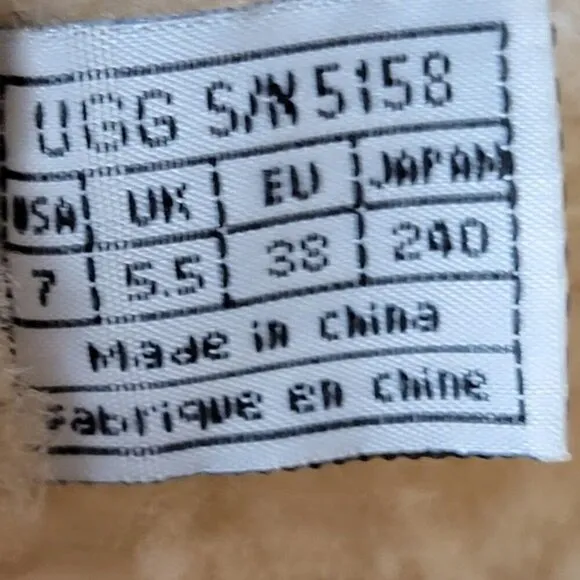 UGG S/N 5158
USA UK EU JAPAN
7 5.5 38 240
Made in China
Fabrique en Chine